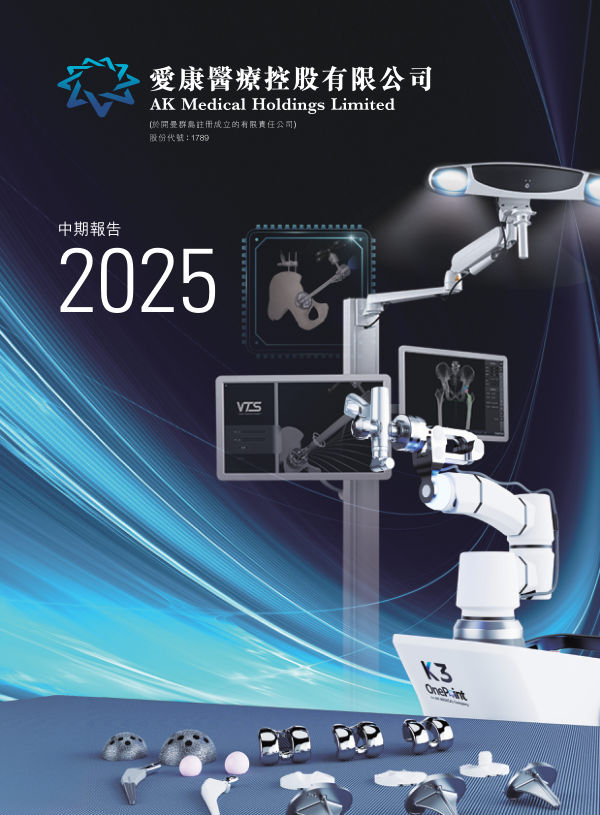 愛康醫療控股有限公司
AK Medical Holdings Limited
(於開曼群島註冊成立的有限責任公司)
股份代號：1789
中期報告
2025
VTS
K3
OnePoint